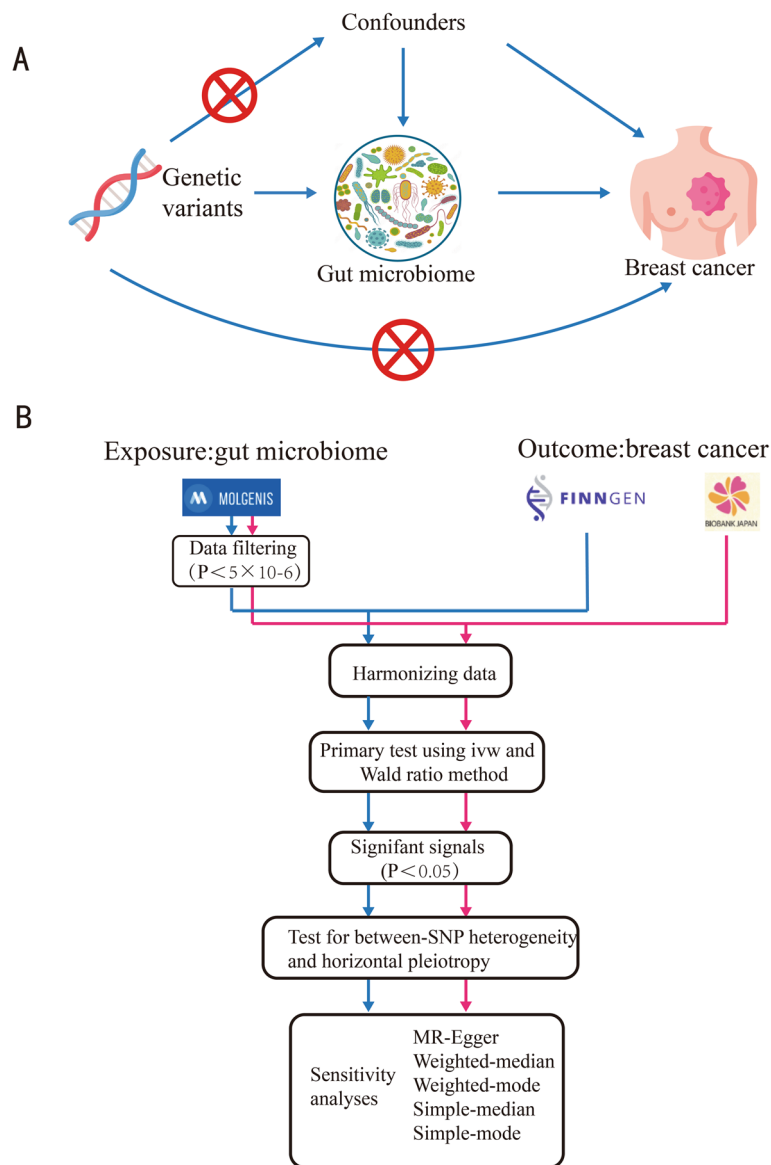 A
Confounders
Genetic
variants
Gut microbiome
Breast cancer
B
Exposure:gut microbiome
Outcome:breast cancer
M MOLGENIS
FINNGEN
BIOBANK JAPAN
Data filtering
(P<5×10-6)
Harmonizing data
Primary test using ivw and
Wald ratio method
Signifant signals
(P<0.05)
Test for between-SNP heterogeneity
and horizontal pleiotropy
Sensitivity
analyses
MR-Egger
Weighted-median
Weighted-mode
Simple-median
Simple-mode